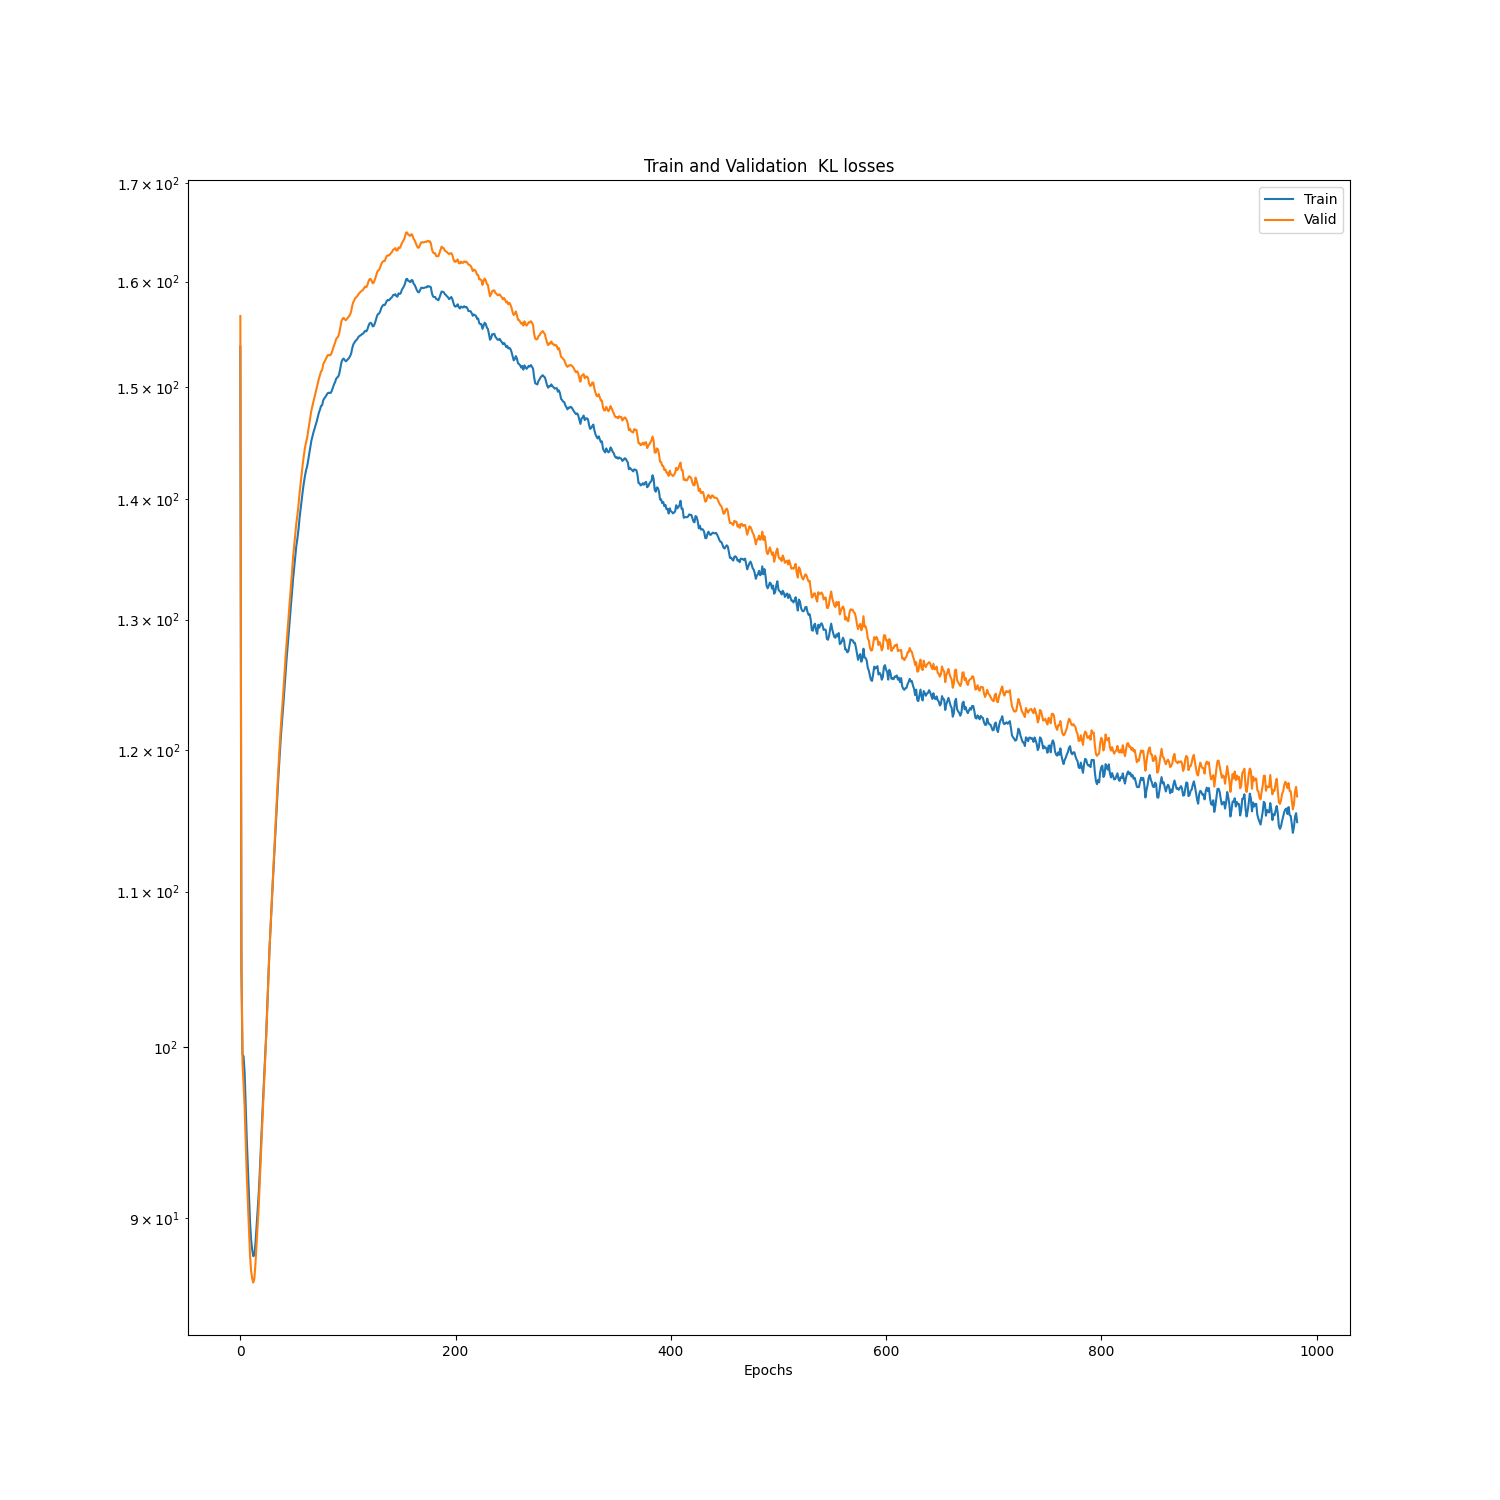 Train and Validation  KL losses
1.7 × 10²
1.6 × 10²
1.5 × 10²
1.4 × 10²
1.3 × 10²
1.2 × 10²
1.1 × 10²
10²
9 × 10¹
Train
Valid
0 200 400 600 800 1000
Epochs